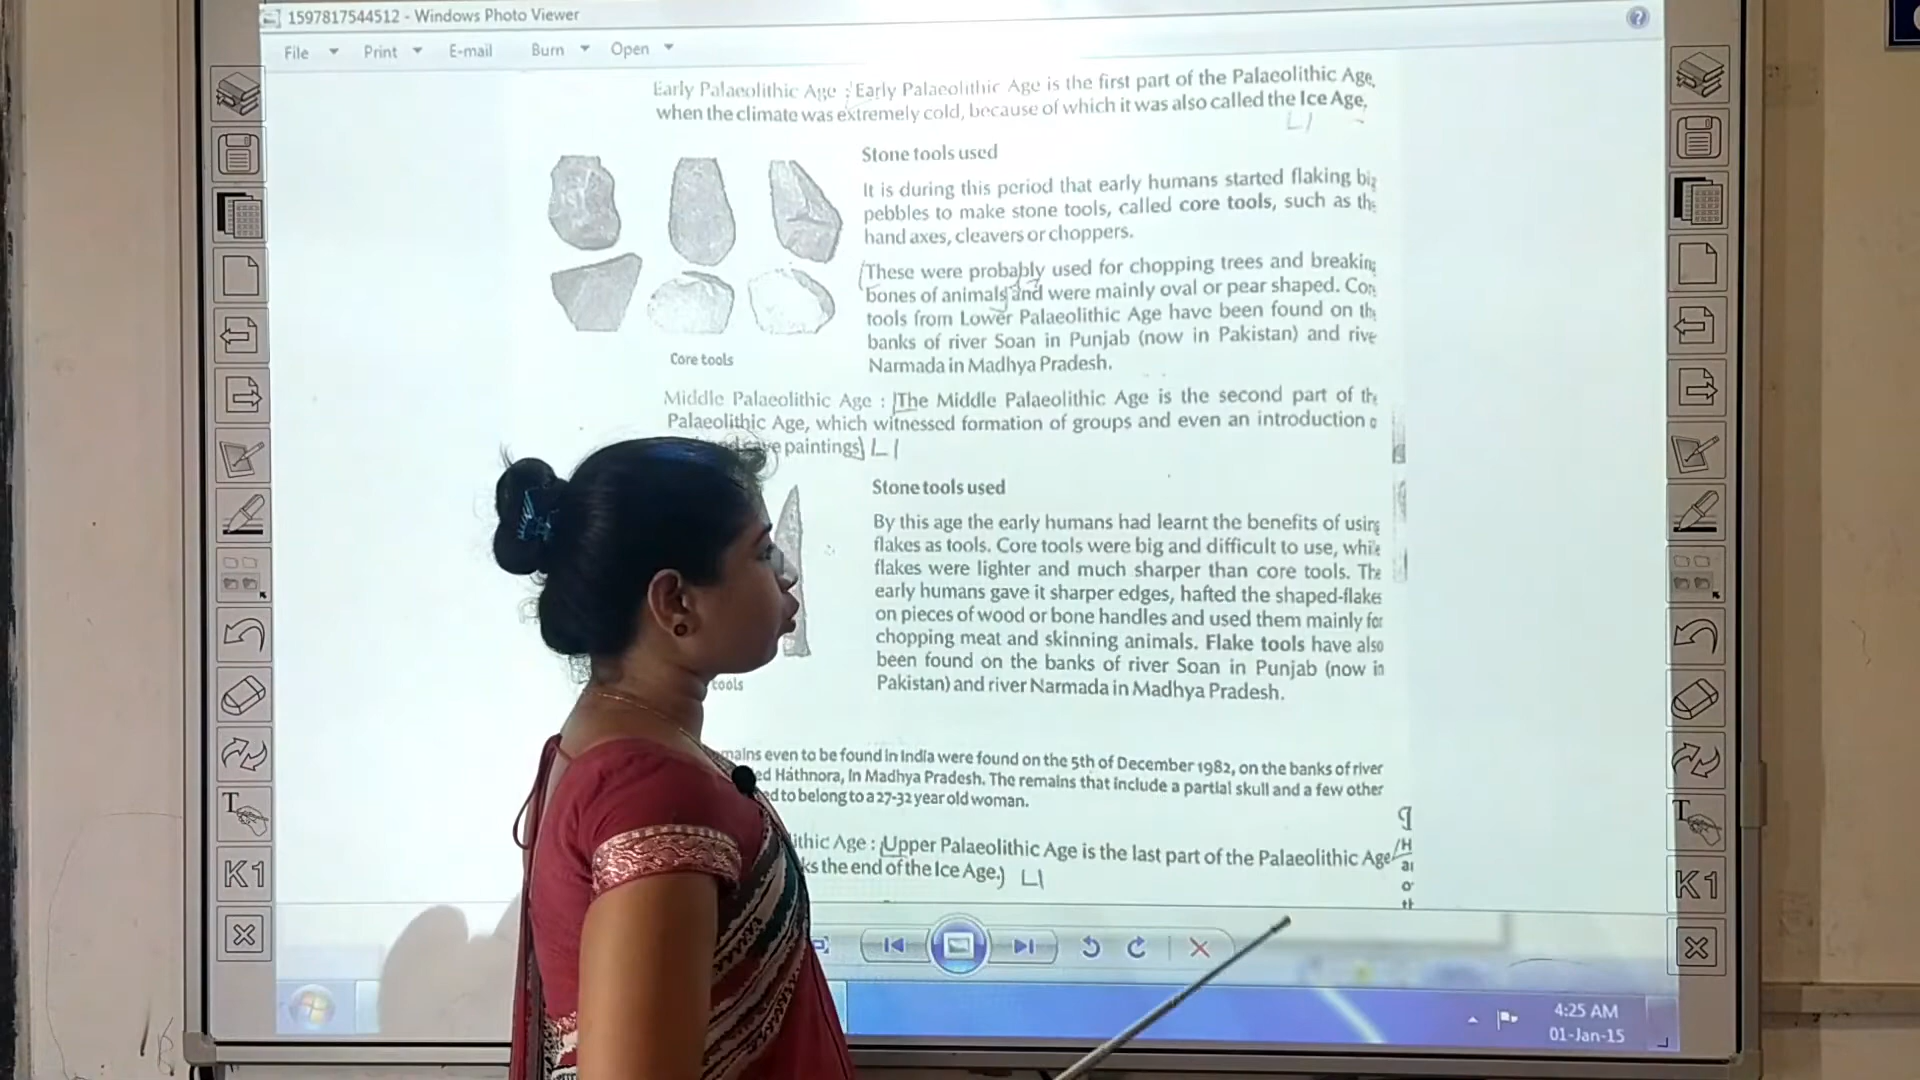 1597817544512 - Windows Photo Viewer
File Print E-mail Burn Open
Early Palaeolithic Age : Early Palaeolithic Age is the first part of the Palaeolithic Age,
when the climate was extremely cold, because of which it was also called the Ice Age,
Stone tools used
It is during this period that early humans started flaking
pebbles to make stone tools, called core tools, such as
hand axes, cleavers or choppers.
These were probably used for chopping trees and
bones of animals and were mainly oval or pear shaped.
tools from Lower Palaeolithic Age have been found on
banks of river Soan in Punjab (now in Pakistan) and
Narmada in Madhya Pradesh.
Core tools
Middle Palaeolithic Age : The Middle Palaeolithic Age is the second part of
Palaeolithic Age, which witnessed formation of groups and even an introduction
paintings)
Stone tools used
By this age the early humans had learnt the benefits of
flakes as tools. Core tools were big and difficult to use,
flakes were lighter and much sharper than core tools. The
early humans gave it sharper edges, hafted the shaped-flakes
on pieces of wood or bone handles and used them mainly for
chopping meat and skinning animals. Flake tools have also
been found on the banks of river Soan in Punjab (now in
Pakistan) and river Narmada in Madhya Pradesh.
tools
even to be found in India were found on the 5th of December 1982, on the banks of river
Hathnora, in Madhya Pradesh. The remains that include a partial skull and a few other
to belong to a 27-32 year old woman.
Age : Upper Palaeolithic Age is the last part of the Palaeolithic Age
the end of the Ice Age.)
T
K1
T
K1
4:25 AM
01-Jan-15